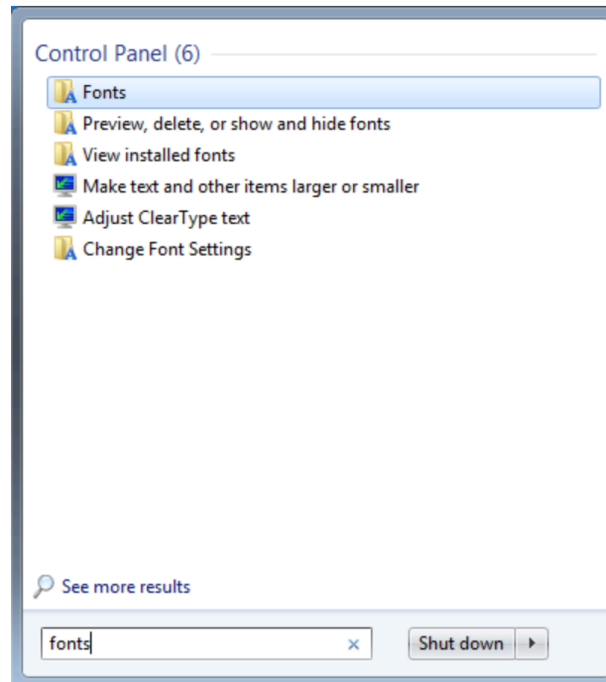 Control Panel (6)
Fonts
Preview, delete, or show and hide fonts
View installed fonts
Make text and other items larger or smaller
Adjust ClearType text
Change Font Settings
See more results
fonts
Shut down